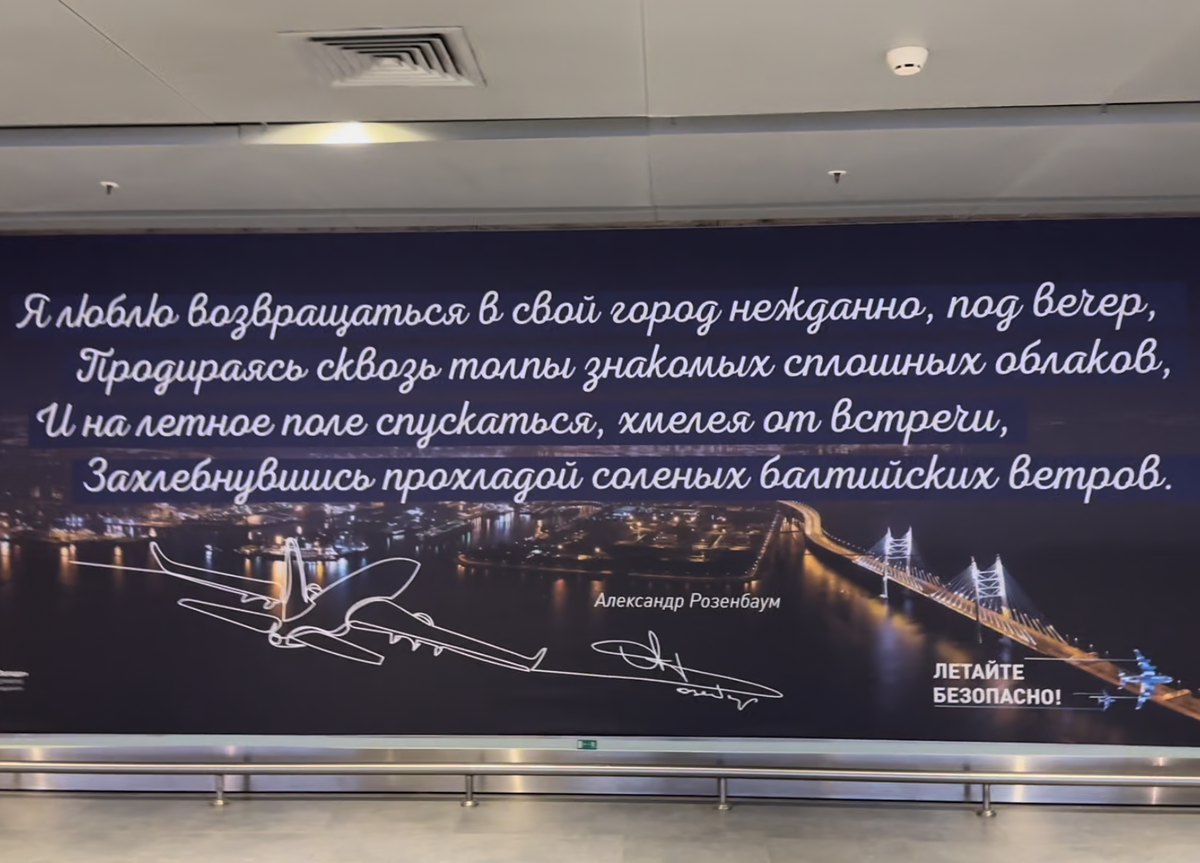 Я люблю возвращаться в свой город нежданно, под вечер,
Продираясь сквозь толпы знакомых сплошных облаков,
И на летное поле спускаться, хмелея от встречи,
Захлебнувшись прохладой соленых балтийских ветров.
Александр Розенбаум
ЛЕТАЙТЕ
БЕЗОПАСНО!